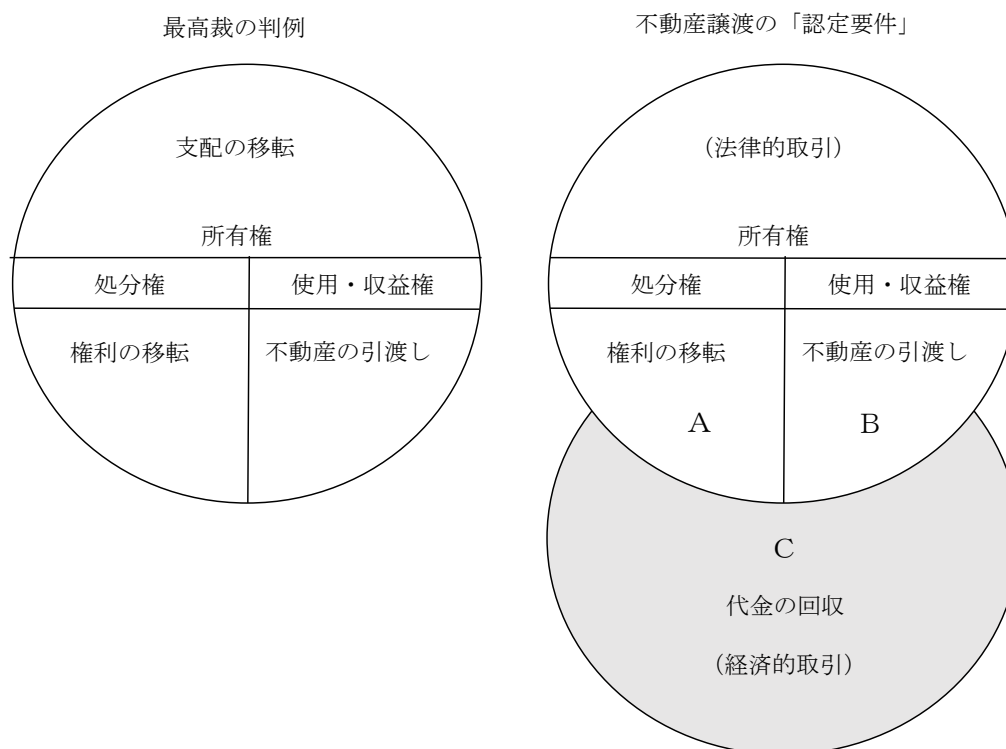 最高裁の判例
支配の移転
所有権
処分権
使用・収益権
権利の移転
不動産の引渡し
不動産譲渡の「認定要件」
(法律的取引)
所有権
処分権
使用・収益権
権利の移転
不動産の引渡し
A
B
C
代金の回収
(経済的取引)